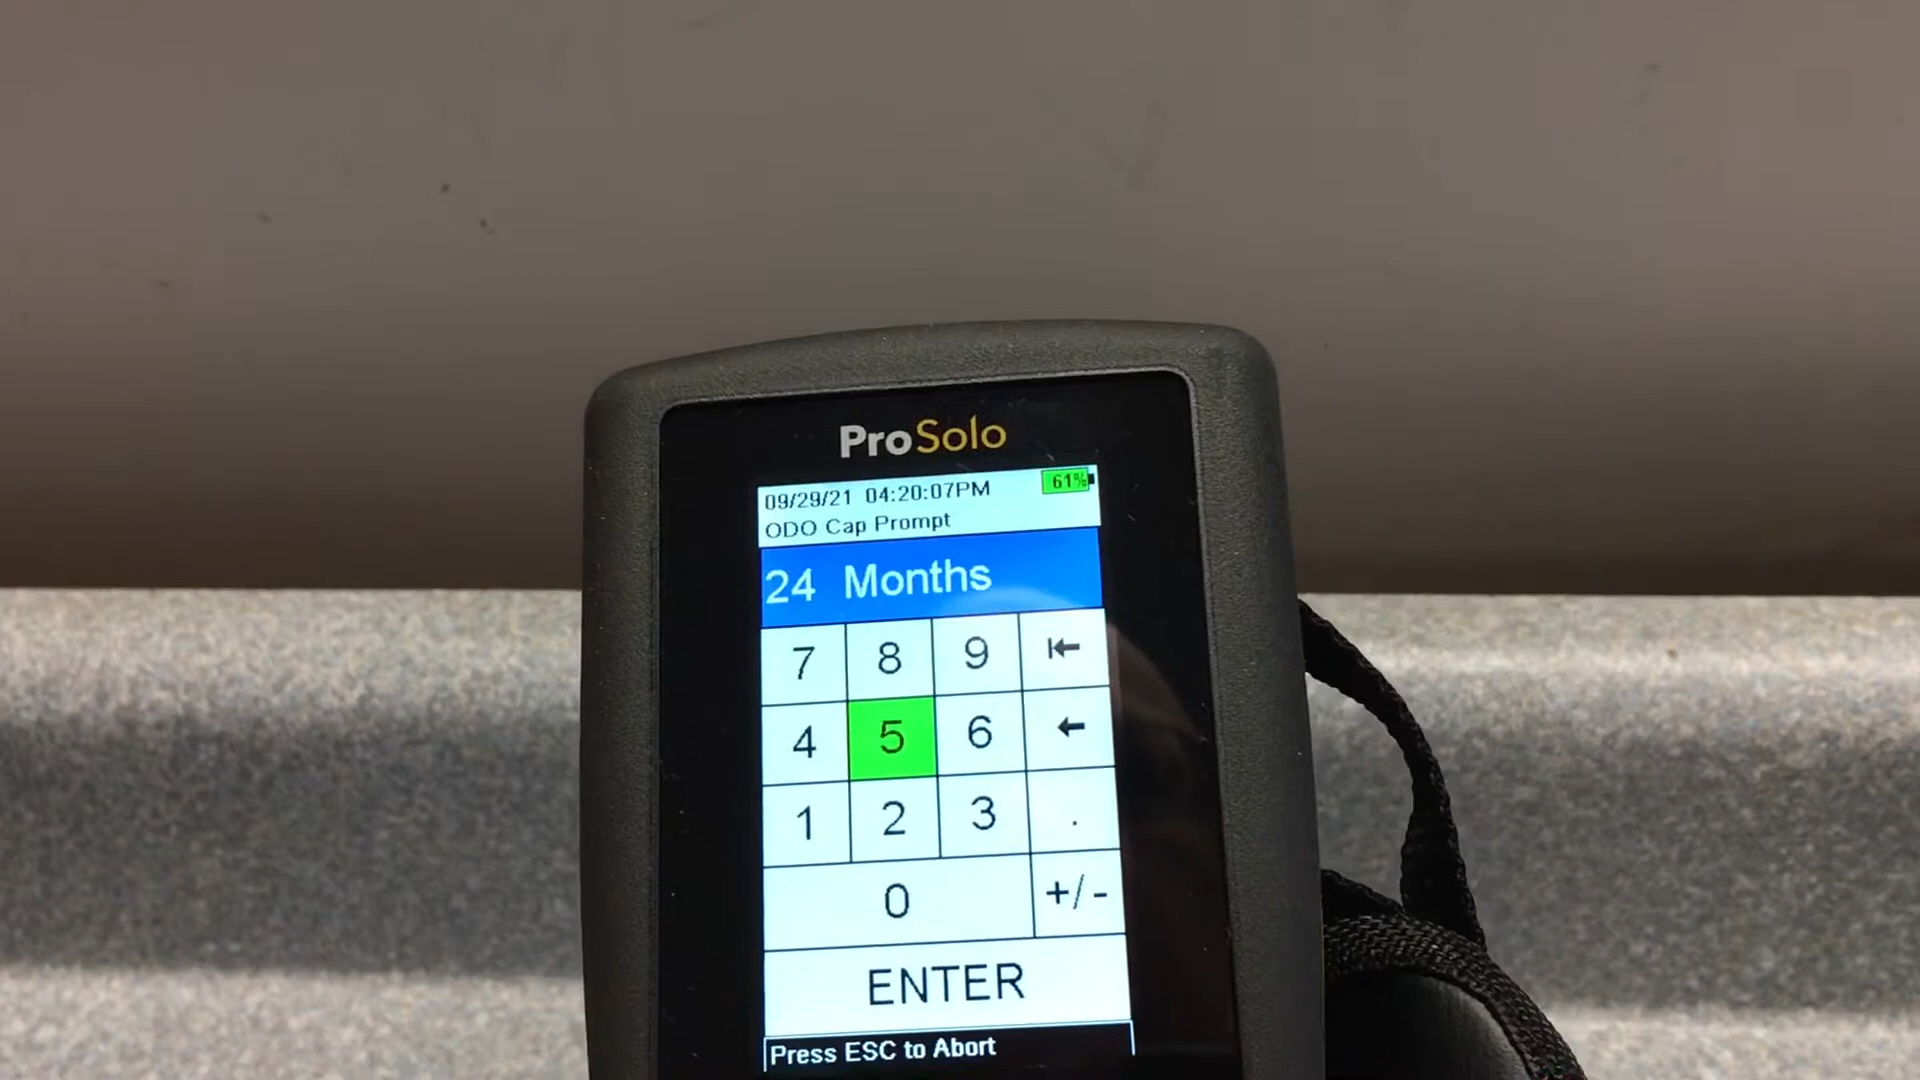 ProSolo
09/29/21 04:20:07PM 61%
ODO Cap Prompt
24 Months
7 8 9
4 5 6
1 2 3 .
0 +/-
ENTER
Press ESC to Abort